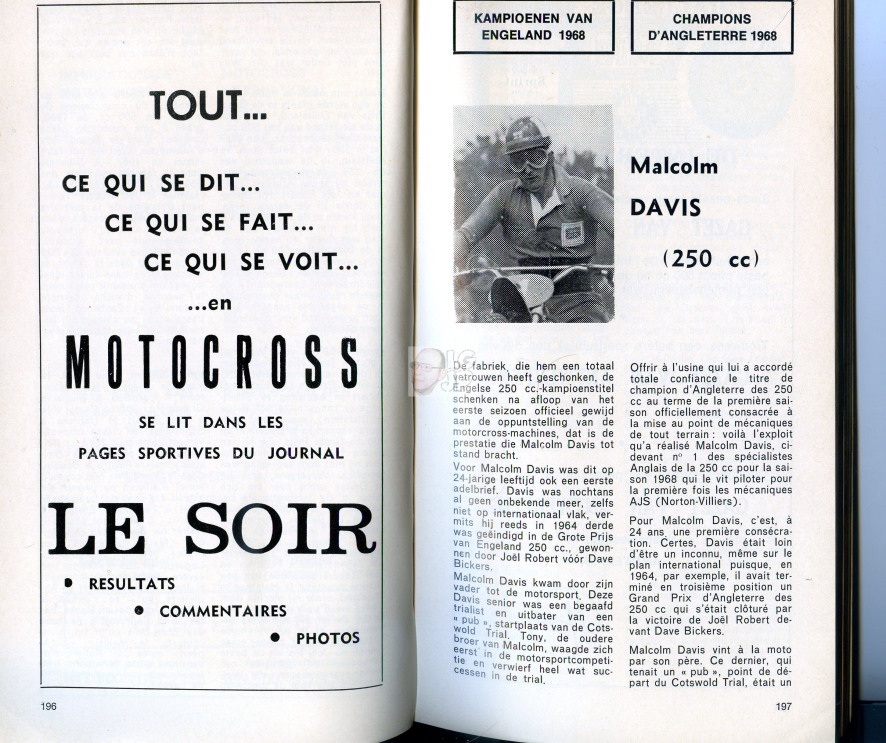 TOUT...
CE QUI SE DIT...
CE QUI SE FAIT...
CE QUI SE VOIT...
...en
MOTOCROSS
SE LIT DANS LES
PAGES SPORTIVES DU JOURNAL
LE SOIR
• RESULTATS
• COMMENTAIRES
• PHOTOS
196
KAMPIOENEN VAN
ENGELAND 1968
CHAMPIONS
D'ANGLETERRE 1968
Malcolm
DAVIS
(250 cc)
De fabriek, die hem een totaal
vetrouwen heeft geschonken, de
Engelse 250 cc.-kampioenstitel
schenken na afloop van het
eerste seizoen officieel gewijd
aan de oppuntstelling van de
motorcross-machines, dat is de
prestatie die Malcolm Davis tot
stand bracht.
Voor Malcolm Davis was dit op
24-jarige leeftijd ook een eerste
adelbrief. Davis was nochtans
al geen onbekende meer, zelfs
niet op internationaal vlak, ver-
mits hij reeds in 1964 derde
was geëindigd in de Grote Prijs
van Engeland 250 cc., gewon-
nen door Joël Robert vóór Dave
Bickers.
Malcolm Davis kwam door zijn
vader tot de motorsport. Deze
Davis senior was een begaafd
trialist en uitbater van een
« pub », startplaats van de Cots-
wold Trial. Tony, de oudere
broer van Malcolm, waagde zich
eerst in de motorsportcompeti-
tie en verwierf heel wat suc-
cessen in de trial.
Offrir à l'usine qui lui a accordé
totale confiance le titre de
champion d'Angleterre des 250
cc au terme de la première sai-
son officiellement consacrée à
la mise au point de mécaniques
de tout terrain : voilà l'exploit
qu'a réalisé Malcolm Davis, ci-
devant n° 1 des spécialistes
Anglais de la 250 cc pour la sai-
son 1968 qui le vit piloter pour
la première fois les mécaniques
AJS (Norton-Villiers).
Pour Malcolm Davis, c'est, à
24 ans, une première consécra-
tion. Certes, Davis était loin
d'être un inconnu, même sur le
plan international puisque, en
1964, par exemple, il avait ter-
miné en troisième position un
Grand Prix d'Angleterre des
250 cc qui s'était clôturé par
la victoire de Joël Robert de-
vant Dave Bickers.
Malcolm Davis vint à la moto
par son père. Ce dernier, qui
tenait un « pub », point de dé-
part du Cotswold Trial, était un
197